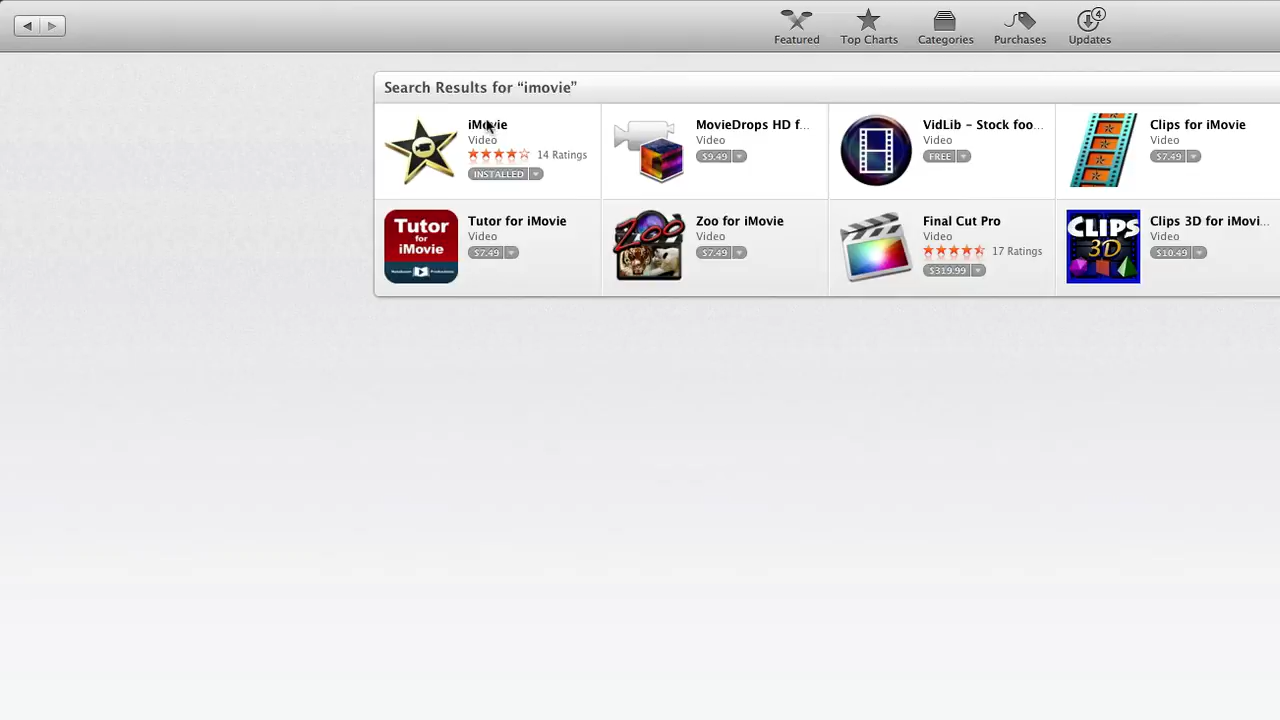 Featured
Top Charts
Categories
Purchases
4
Updates
Search Results for “imovie”
iMovie
Video
14 Ratings
INSTALLED
MovieDrops HD f...
Video
$9.49
VidLib - Stock foo...
Video
FREE
Clips for iMovie
Video
$7.49
Tutor for iMovie
Tutor for iMovie
Video
$7.49
Zoo
Zoo for iMovie
Video
$7.49
Final Cut Pro
Video
17 Ratings
$319.99
CLIPS
3D
Clips 3D for iMovi...
Video
$10.49